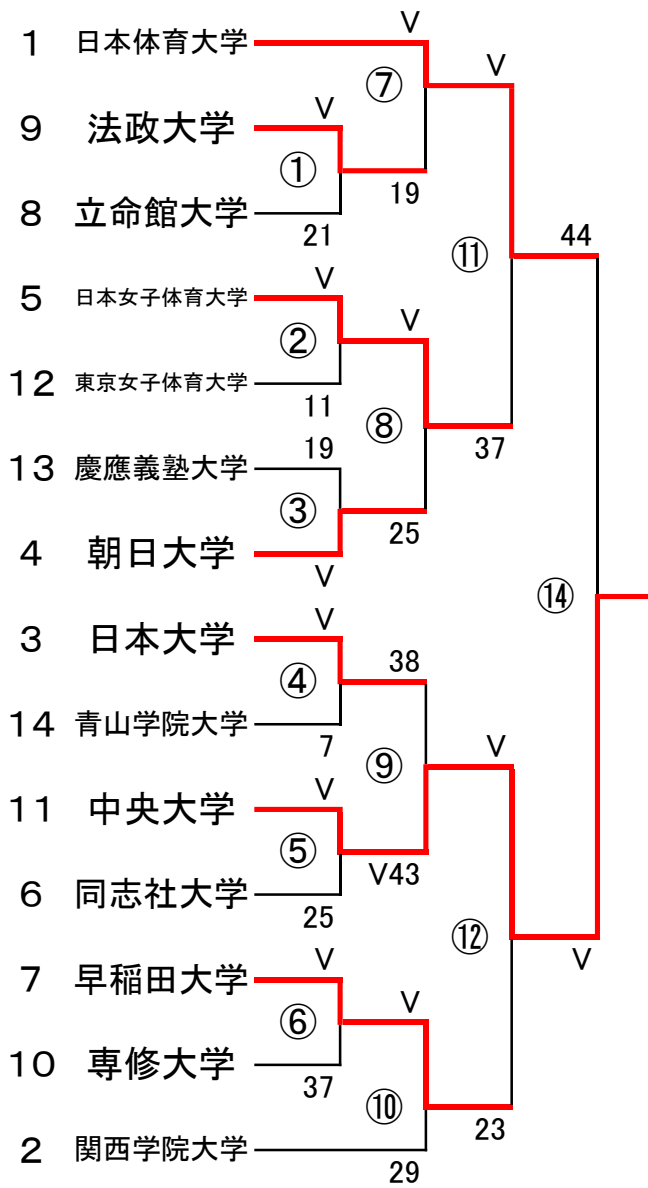 V
1 日本体育大学
V
⑦
V
9 法政大学
①
8 立命館大学
19
21
44
⑪
V
5 日本女子体育大学
V
②
12 東京女子体育大学
11
⑧
19
13 慶應義塾大学
37
③
25
4 朝日大学
V
⑭
V
3 日本大学
38
④
14 青山学院大学
7
V
⑨
V
11 中央大学
⑤
V43
6 同志社大学
25
⑫
V
V
7 早稲田大学
V
⑥
10 専修大学
37
⑩
23
2 関西学院大学
29